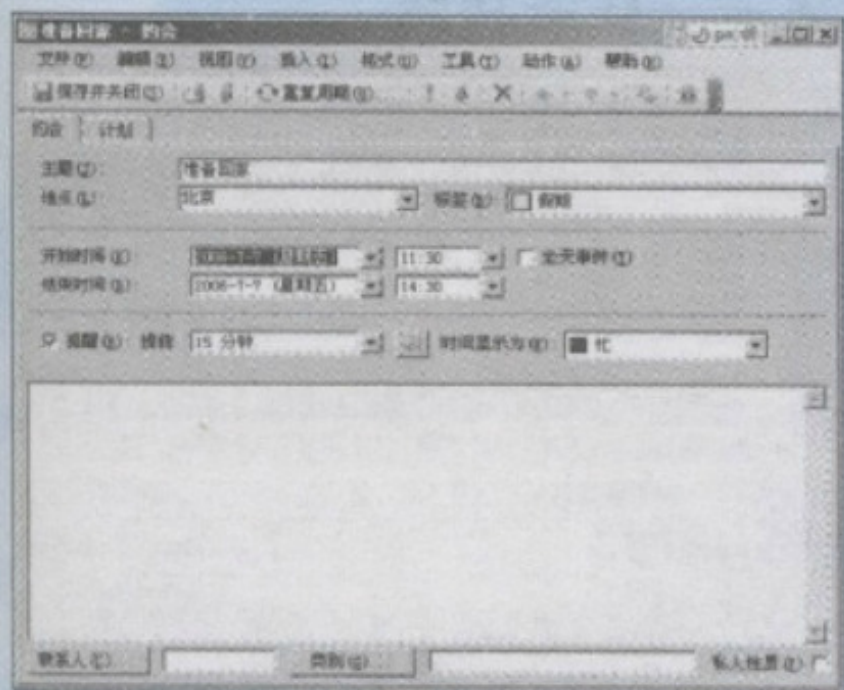 准备回家 - 约会
文件(F) 编辑(E) 视图(V) 插入(I) 格式(O) 工具(T) 动作(A) 帮助(H)
保存并关闭(S) 重复周期(U)
约会 计划
主题(J): 准备回家
地点(L): 北京 标签(B): 假期
开始时间(K): 11:30 全天事件(Y)
结束时间(D): 2006-7-7 (星期五) 14:30
提醒(R): 提前 15 分钟 时间显示为(W): 忙
联系人(C) 类别(G) 私人性质(P)